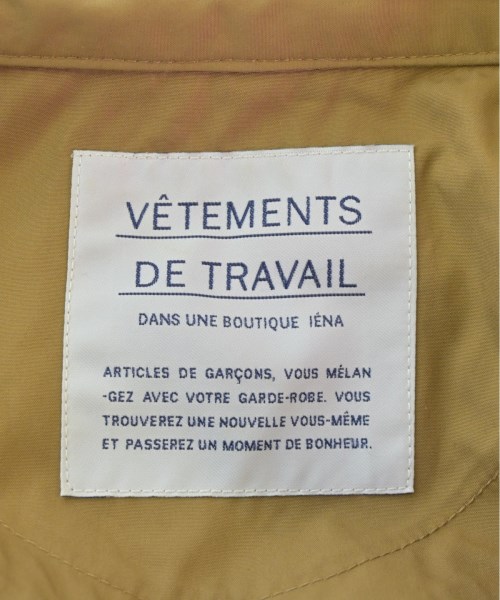 VÊTEMENTS
DE TRAVAIL
DANS UNE BOUTIQUE IÉNA
ARTICLES DE GARÇONS, VOUS MÊLAN
-GEZ AVEC VOTRE GARDE-ROBE. VOUS
TROUVEREZ UNE NOUVELLE VOUS-MÊME
ET PASSEREZ UN MOMENT DE BONHEUR.